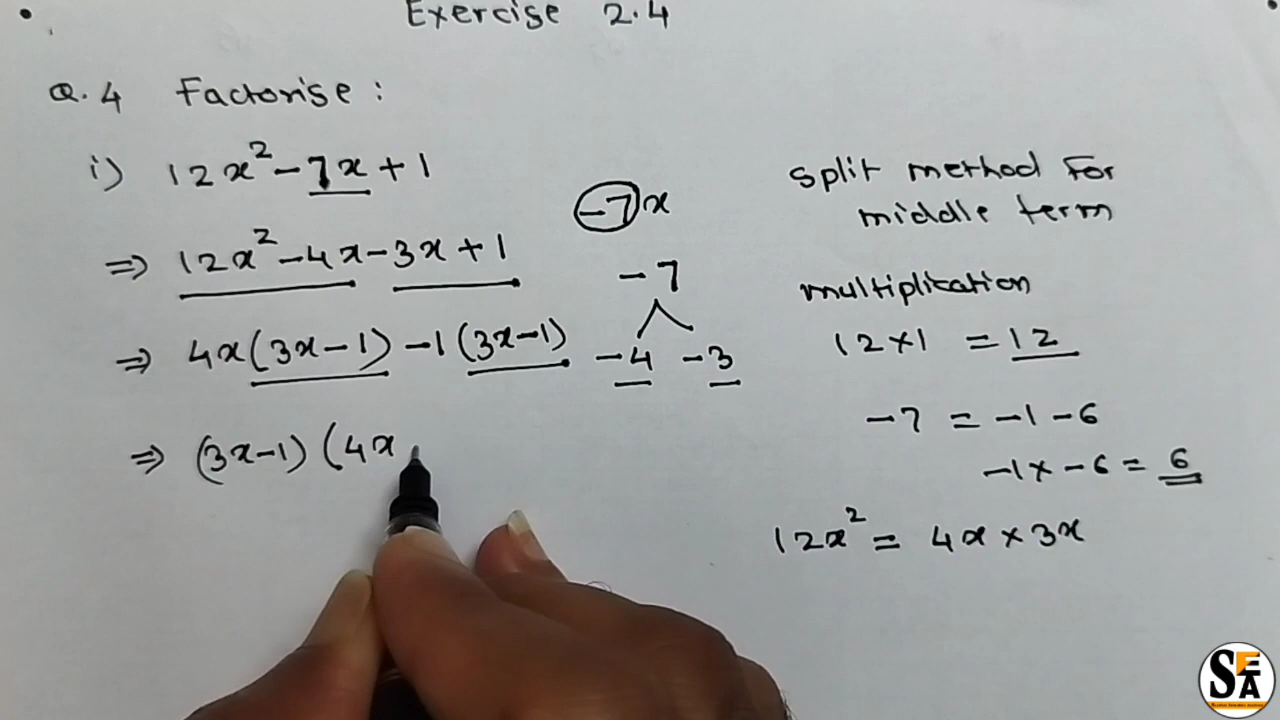 Exercise 2.4
Q.4 Factorise :
i) 12x² - 7x + 1
⇒ 12x² - 4x - 3x + 1
⇒ 4x(3x - 1) - 1(3x - 1)
⇒ (3x - 1) (4x
-7x
-7
-4 -3
split method for
middle term
multiplication
12 × 1 = 12
-7 = -1 - 6
-1 × -6 = 6
12x² = 4x × 3x
SEA